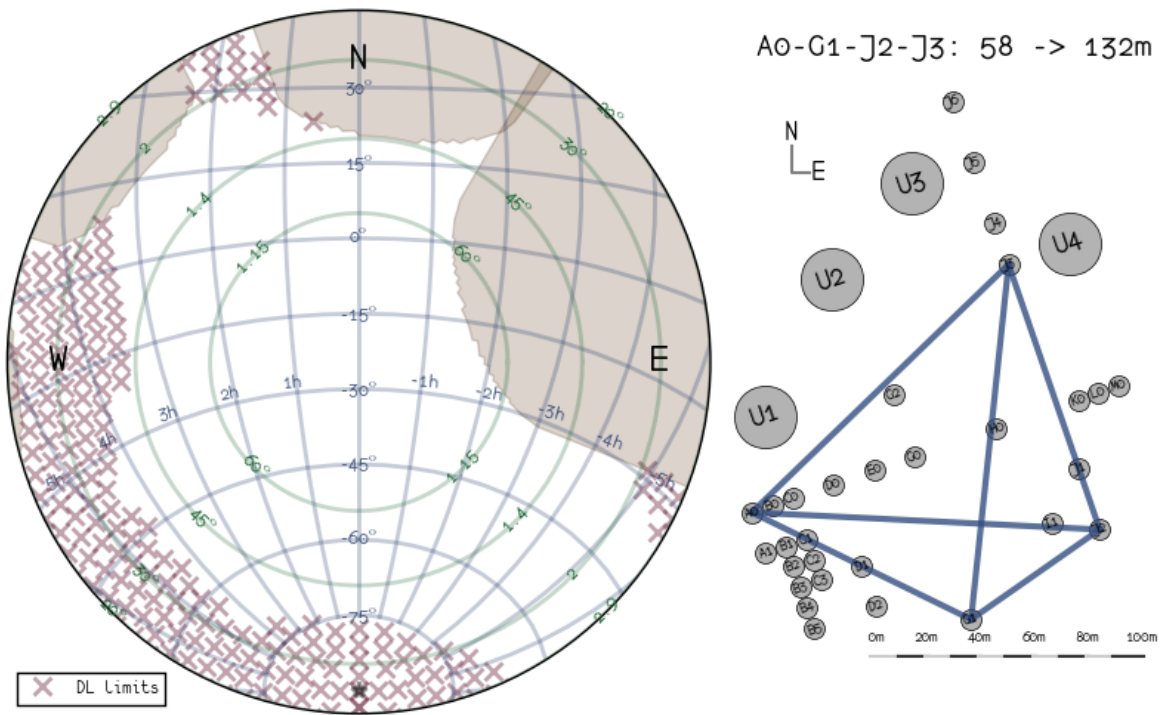 A0-G1-J2-J3: 58 -> 132m
N
30°
15°
0°
-15°
-30°
-45°
-60°
-75°
W
E
2.9
2
1.4
1.15
20°
30°
45°
60°
5h
4h
3h
2h
1h
-1h
-2h
-3h
-4h
-5h
60°
45°
30°
20°
1.15
1.4
2
2.9
DL limits
N
E
J6
J5
U3
J4
U4
J3
U2
U1
G2
K0
L0
M0
H0
G0
E0
D0
J1
A0
B0
C0
I1
J2
A1
B1
C1
B2
C2
D1
B3
C3
B4
D2
B5
G1
0m 20m 40m 60m 80m 100m